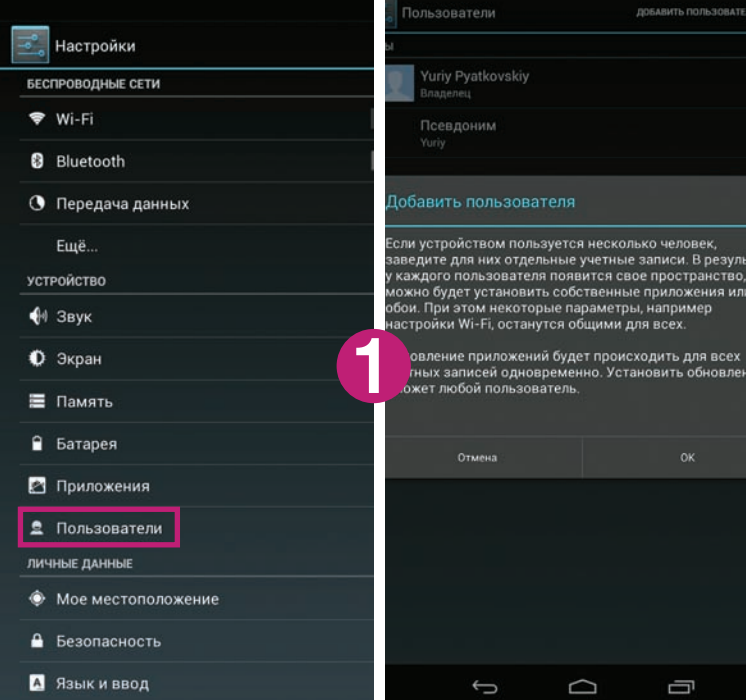 Настройки
БЕСПРОВОДНЫЕ СЕТИ
Wi-Fi
Bluetooth
Передача данных
Ещё...
УСТРОЙСТВО
Звук
Экран
Память
Батарея
Приложения
Пользователи
ЛИЧНЫЕ ДАННЫЕ
Мое местоположение
Безопасность
Язык и ввод
1
Пользователи
ДОБАВИТЬ ПОЛЬЗОВАТЕ
Ы
Yuriy Pyatkovskiy
Владелец
Псевдоним
Yuriy
Добавить пользователя
Если устройством пользуется несколько человек,
заведите для них отдельные учетные записи. В резуль
у каждого пользователя появится свое пространство,
можно будет установить собственные приложения или
обои. При этом некоторые параметры, например
настройки Wi-Fi, останутся общими для всех.
овление приложений будет происходить для всех
тных записей одновременно. Установить обновлен
ожет любой пользователь.
Отмена
ОК